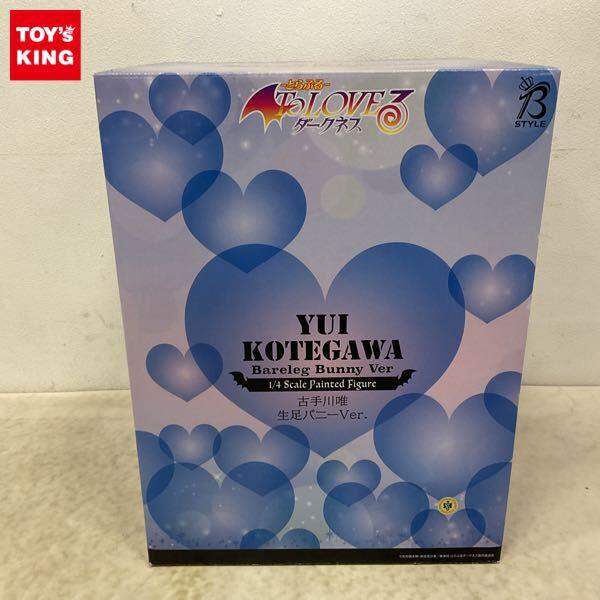 TOY's
KING
-とらぶる-
To LOVEる
ダークネス
B
STYLE
YUI
KOTEGAWA
Bareleg Bunny Ver
1/4 Scale Painted Figure
古手川唯
生足バニーVer.